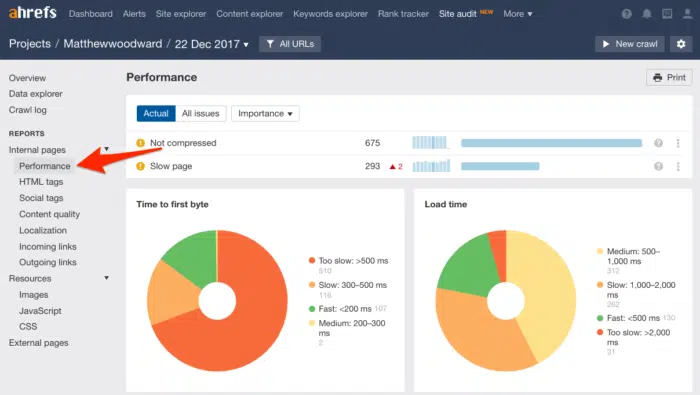 ahrefs Dashboard Alerts Site explorer Content explorer Keywords explorer Rank tracker Site audit NEW More
Projects / Matthewwoodward / 22 Dec 2017 All URLs New crawl
Overview
Data explorer
Crawl log
REPORTS
Internal pages
Performance
HTML tags
Social tags
Content quality
Localization
Incoming links
Outgoing links
Resources
Images
JavaScript
CSS
External pages
Performance Print
Actual All issues Importance
Not compressed 675
Slow page 293 2
Time to first byte
Too slow: >500 ms
510
Slow: 300–500 ms
116
Fast: <200 ms 107
Medium: 200–300
ms
2
Load time
Medium: 500–
1,000 ms
312
Slow: 1,000–2,000
ms
262
Fast: <500 ms 130
Too slow: >2,000
ms
31